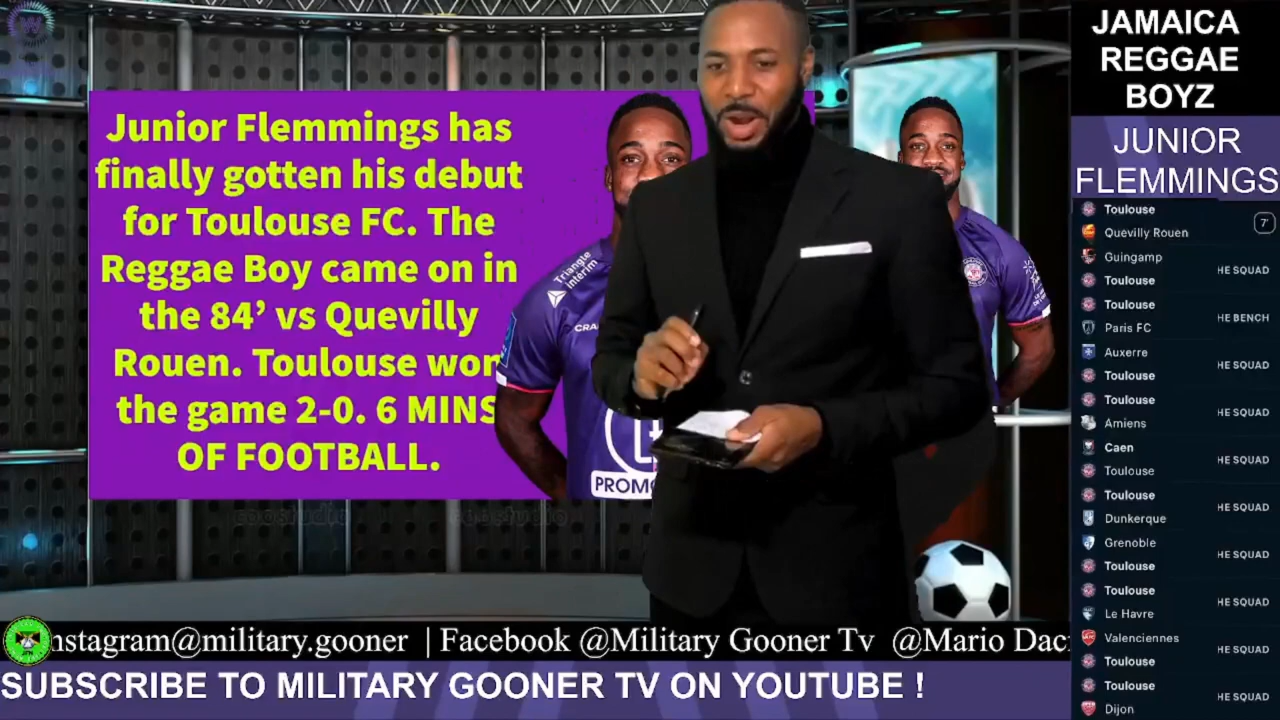 Junior Flemmings has
finally gotten his debut
for Toulouse FC. The
Reggae Boy came on in
the 84’ vs Quevilly
Rouen. Toulouse won
the game 2-0. 6 MINS
OF FOOTBALL.
Triangle
Intérim
CRA
PROMO
JAMAICA
REGGAE
BOYZ
JUNIOR
FLEMMINGS
Toulouse
Quevilly Rouen
7'
Guingamp
Toulouse
HE SQUAD
Toulouse
Paris FC
HE BENCH
Auxerre
Toulouse
HE SQUAD
Toulouse
Amiens
HE SQUAD
Caen
Toulouse
HE SQUAD
Toulouse
Dunkerque
HE SQUAD
Grenoble
Toulouse
HE SQUAD
Toulouse
Le Havre
HE SQUAD
Valenciennes
Toulouse
HE SQUAD
Toulouse
Dijon
HE SQUAD
nstagram@military.gooner | Facebook @Military Gooner Tv @Mario Dac
SUBSCRIBE TO MILITARY GOONER TV ON YOUTUBE !